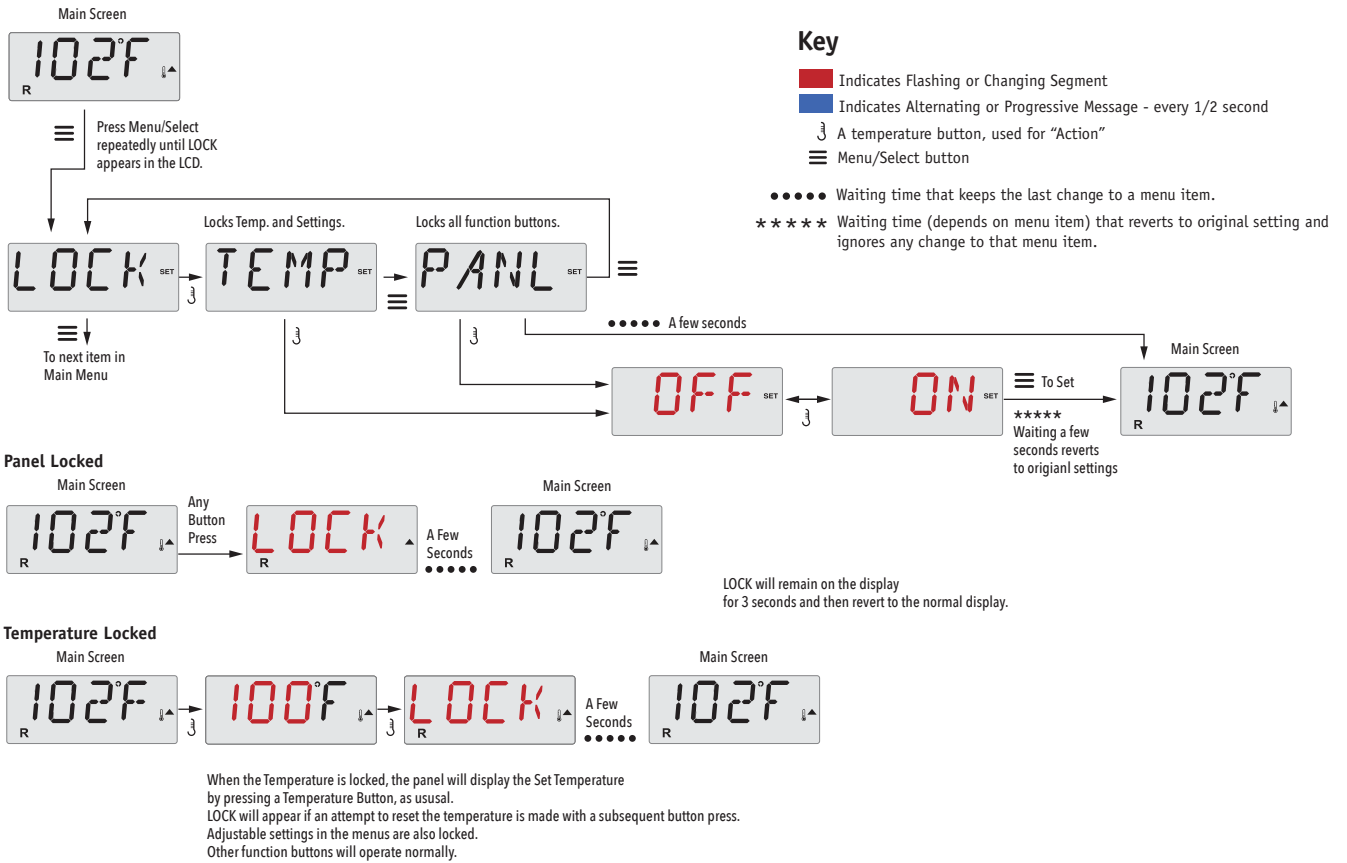 Main Screen
102°F
R
Press Menu/Select
repeatedly until LOCK
appears in the LCD.
Key
Indicates Flashing or Changing Segment
Indicates Alternating or Progressive Message - every 1/2 second
A temperature button, used for “Action”
Menu/Select button
••••• Waiting time that keeps the last change to a menu item.
***** Waiting time (depends on menu item) that reverts to original setting and
ignores any change to that menu item.
Locks Temp. and Settings.
Locks all function buttons.
LOCK SET
TEMP SET
PANL SET
To next item in
Main Menu
••••• A few seconds
OFF SET
ON SET
To Set
*****
Waiting a few
seconds reverts
to origianl settings
Main Screen
102°F
R
Panel Locked
Main Screen
102°F
R
Any
Button
Press
LOCK
R
A Few
Seconds
•••••
Main Screen
102°F
R
LOCK will remain on the display
for 3 seconds and then revert to the normal display.
Temperature Locked
Main Screen
102°F
R
100°F
LOCK
R
A Few
Seconds
•••••
Main Screen
102°F
R
When the Temperature is locked, the panel will display the Set Temperature
by pressing a Temperature Button, as ususal.
LOCK will appear if an attempt to reset the temperature is made with a subsequent button press.
Adjustable settings in the menus are also locked.
Other function buttons will operate normally.